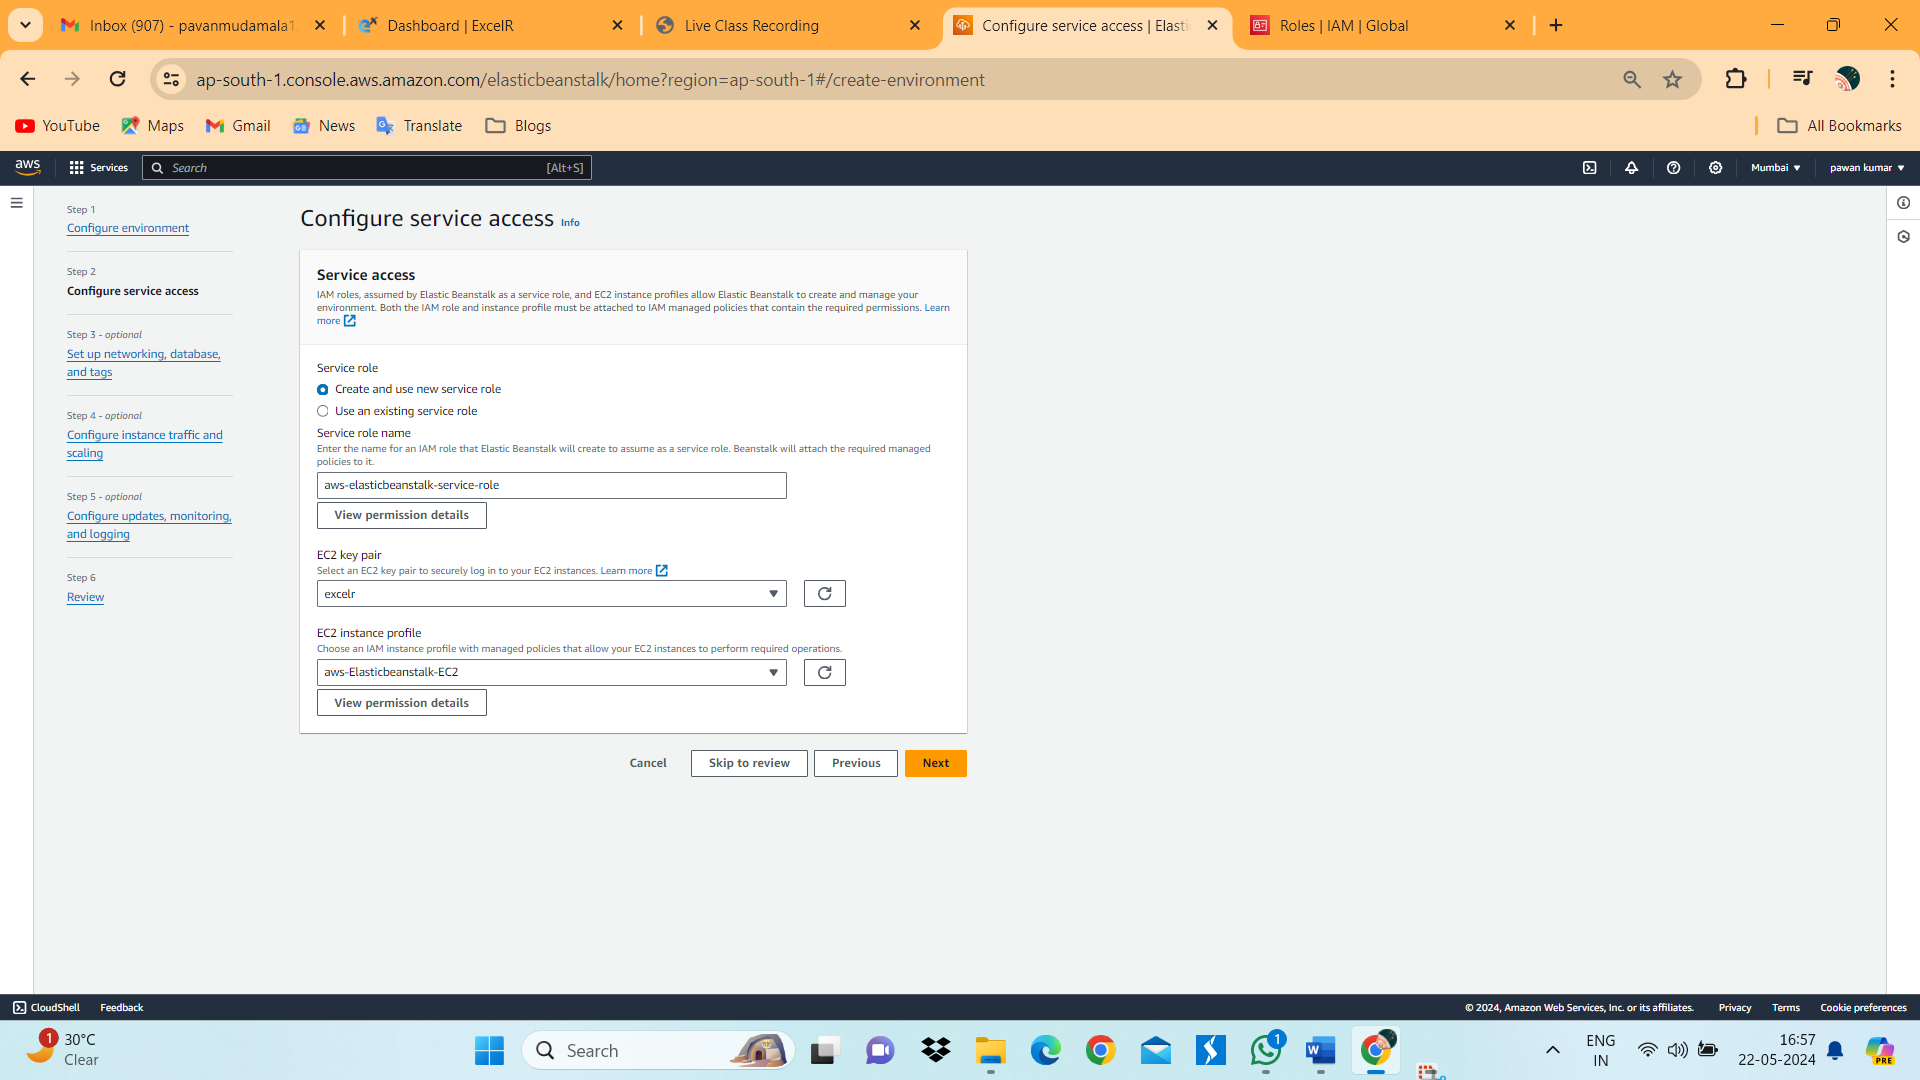 Inbox (907) - pavanmudamala1
Dashboard | ExcelR
Live Class Recording
Configure service access | Elasti
Roles | IAM | Global
ap-south-1.console.aws.amazon.com/elasticbeanstalk/home?region=ap-south-1#/create-environment
YouTube
Maps
Gmail
News
Translate
Blogs
All Bookmarks
aws
Services
Search
[Alt+S]
Mumbai
pawan kumar
Step 1
Configure environment
Step 2
Configure service access
Step 3 - optional
Set up networking, database,
and tags
Step 4 - optional
Configure instance traffic and
scaling
Step 5 - optional
Configure updates, monitoring,
and logging
Step 6
Review
Configure service access Info
Service access
IAM roles, assumed by Elastic Beanstalk as a service role, and EC2 instance profiles allow Elastic Beanstalk to create and manage your
environment. Both the IAM role and instance profile must be attached to IAM managed policies that contain the required permissions. Learn
more
Service role
Create and use new service role
Use an existing service role
Service role name
Enter the name for an IAM role that Elastic Beanstalk will create to assume as a service role. Beanstalk will attach the required managed
policies to it.
aws-elasticbeanstalk-service-role
View permission details
EC2 key pair
Select an EC2 key pair to securely log in to your EC2 instances. Learn more
excelr
EC2 instance profile
Choose an IAM instance profile with managed policies that allow your EC2 instances to perform required operations.
aws-Elasticbeanstalk-EC2
View permission details
Cancel
Skip to review
Previous
Next
CloudShell
Feedback
© 2024, Amazon Web Services, Inc. or its affiliates.
Privacy
Terms
Cookie preferences
1
30°C
Clear
Search
1
W
ENG
IN
16:57
22-05-2024
PRE